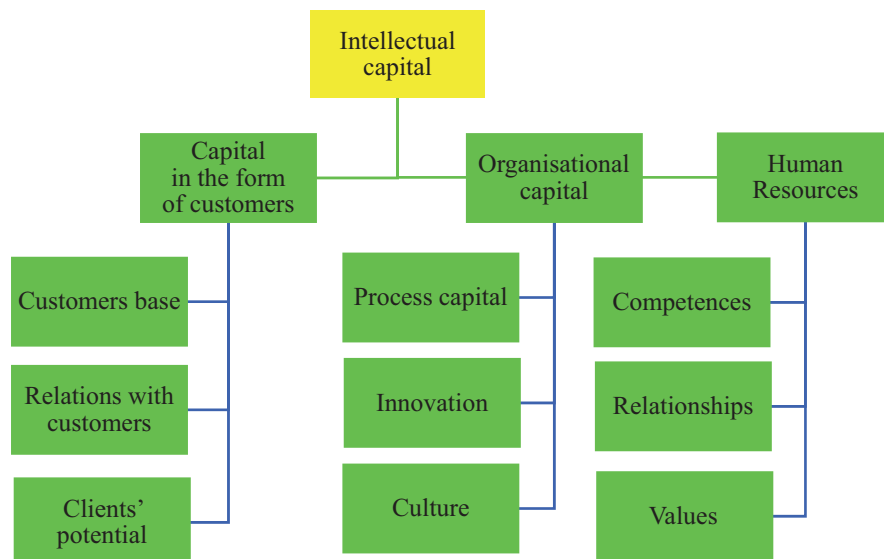 Intellectual
capital
Capital
in the form
of customers
Organisational
capital
Human
Resources
Customers base
Process capital
Competences
Relations with
customers
Innovation
Relationships
Clients’
potential
Culture
Values